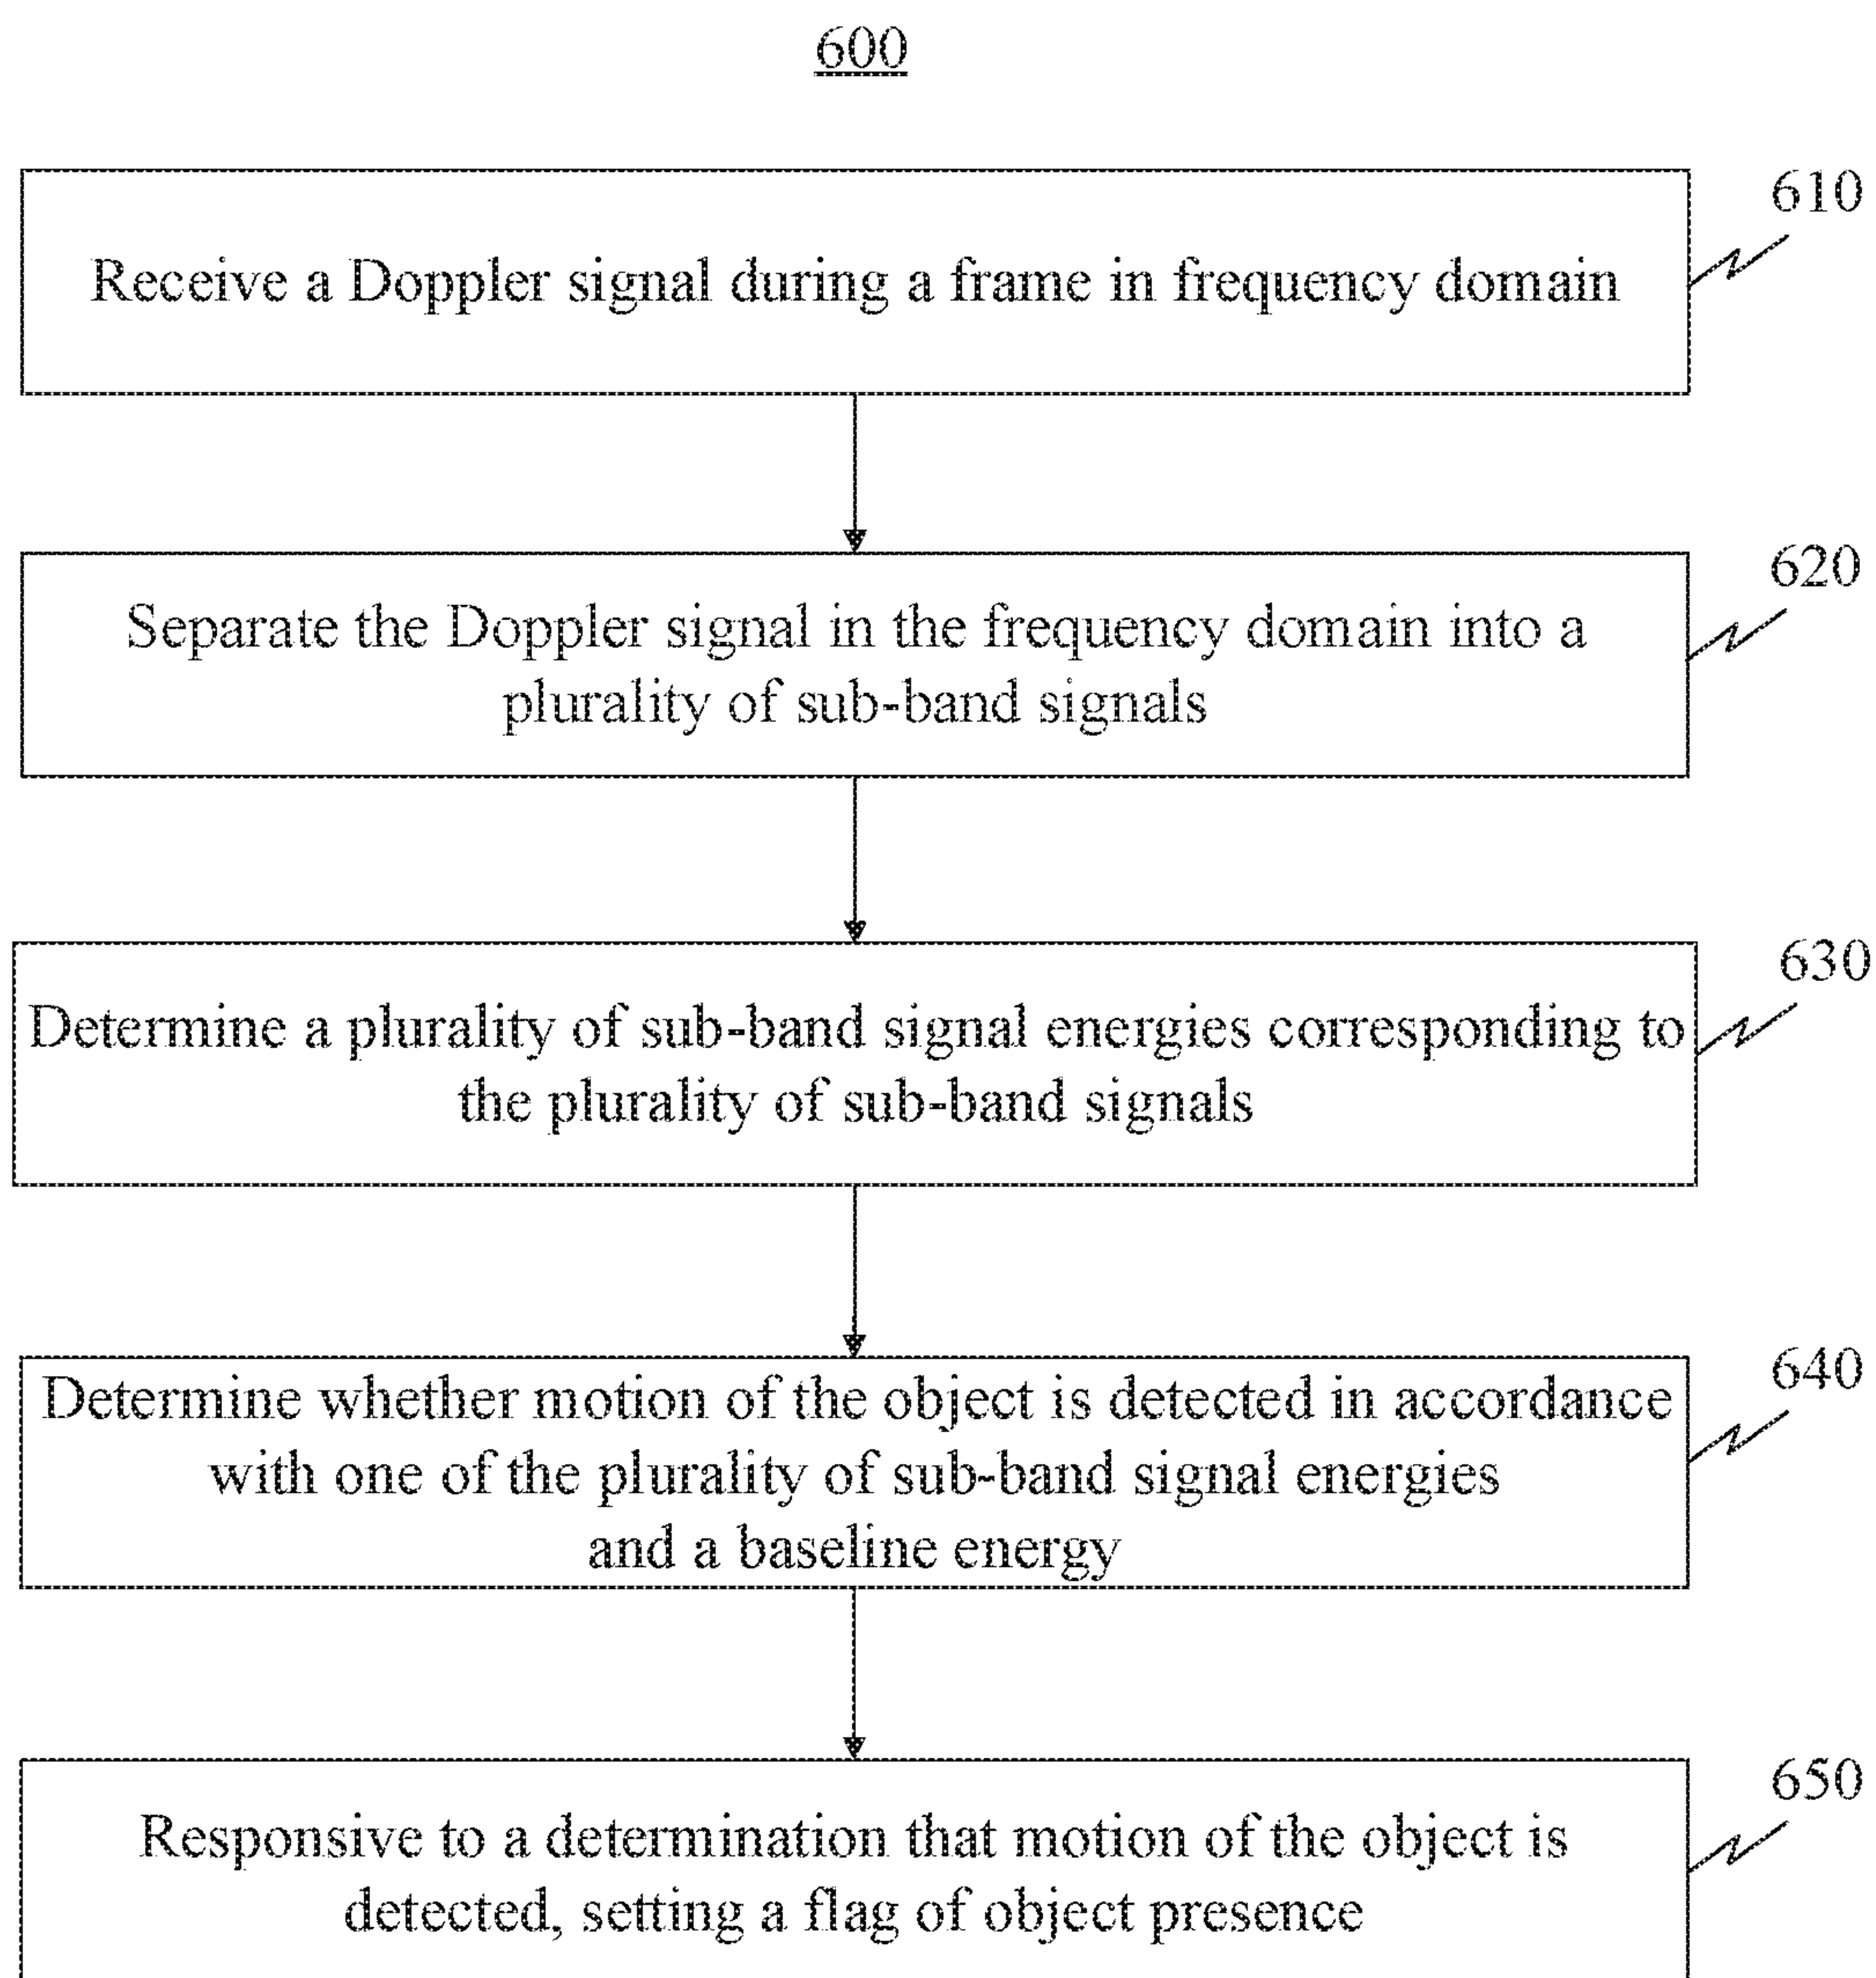 600
610
Receive a Doppler signal during a frame in frequency domain
620
Separate the Doppler signal in the frequency domain into a
plurality of sub-band signals
630
Determine a plurality of sub-band signal energies corresponding to
the plurality of sub-band signals
640
Determine whether motion of the object is detected in accordance
with one of the plurality of sub-band signal energies
and a baseline energy
650
Responsive to a determination that motion of the object is
detected, setting a flag of object presence